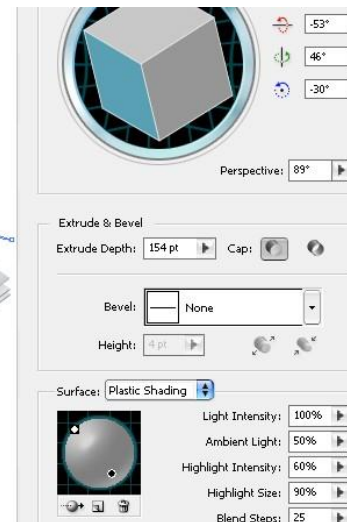 -53°
46°
-30°
Perspective: 89°
Extrude & Bevel
Extrude Depth: 154 pt Cap:
Bevel: None
Height: 4 pt
Surface: Plastic Shading
Light Intensity: 100%
Ambient Light: 50%
Highlight Intensity: 60%
Highlight Size: 90%
Blend Steps: 25